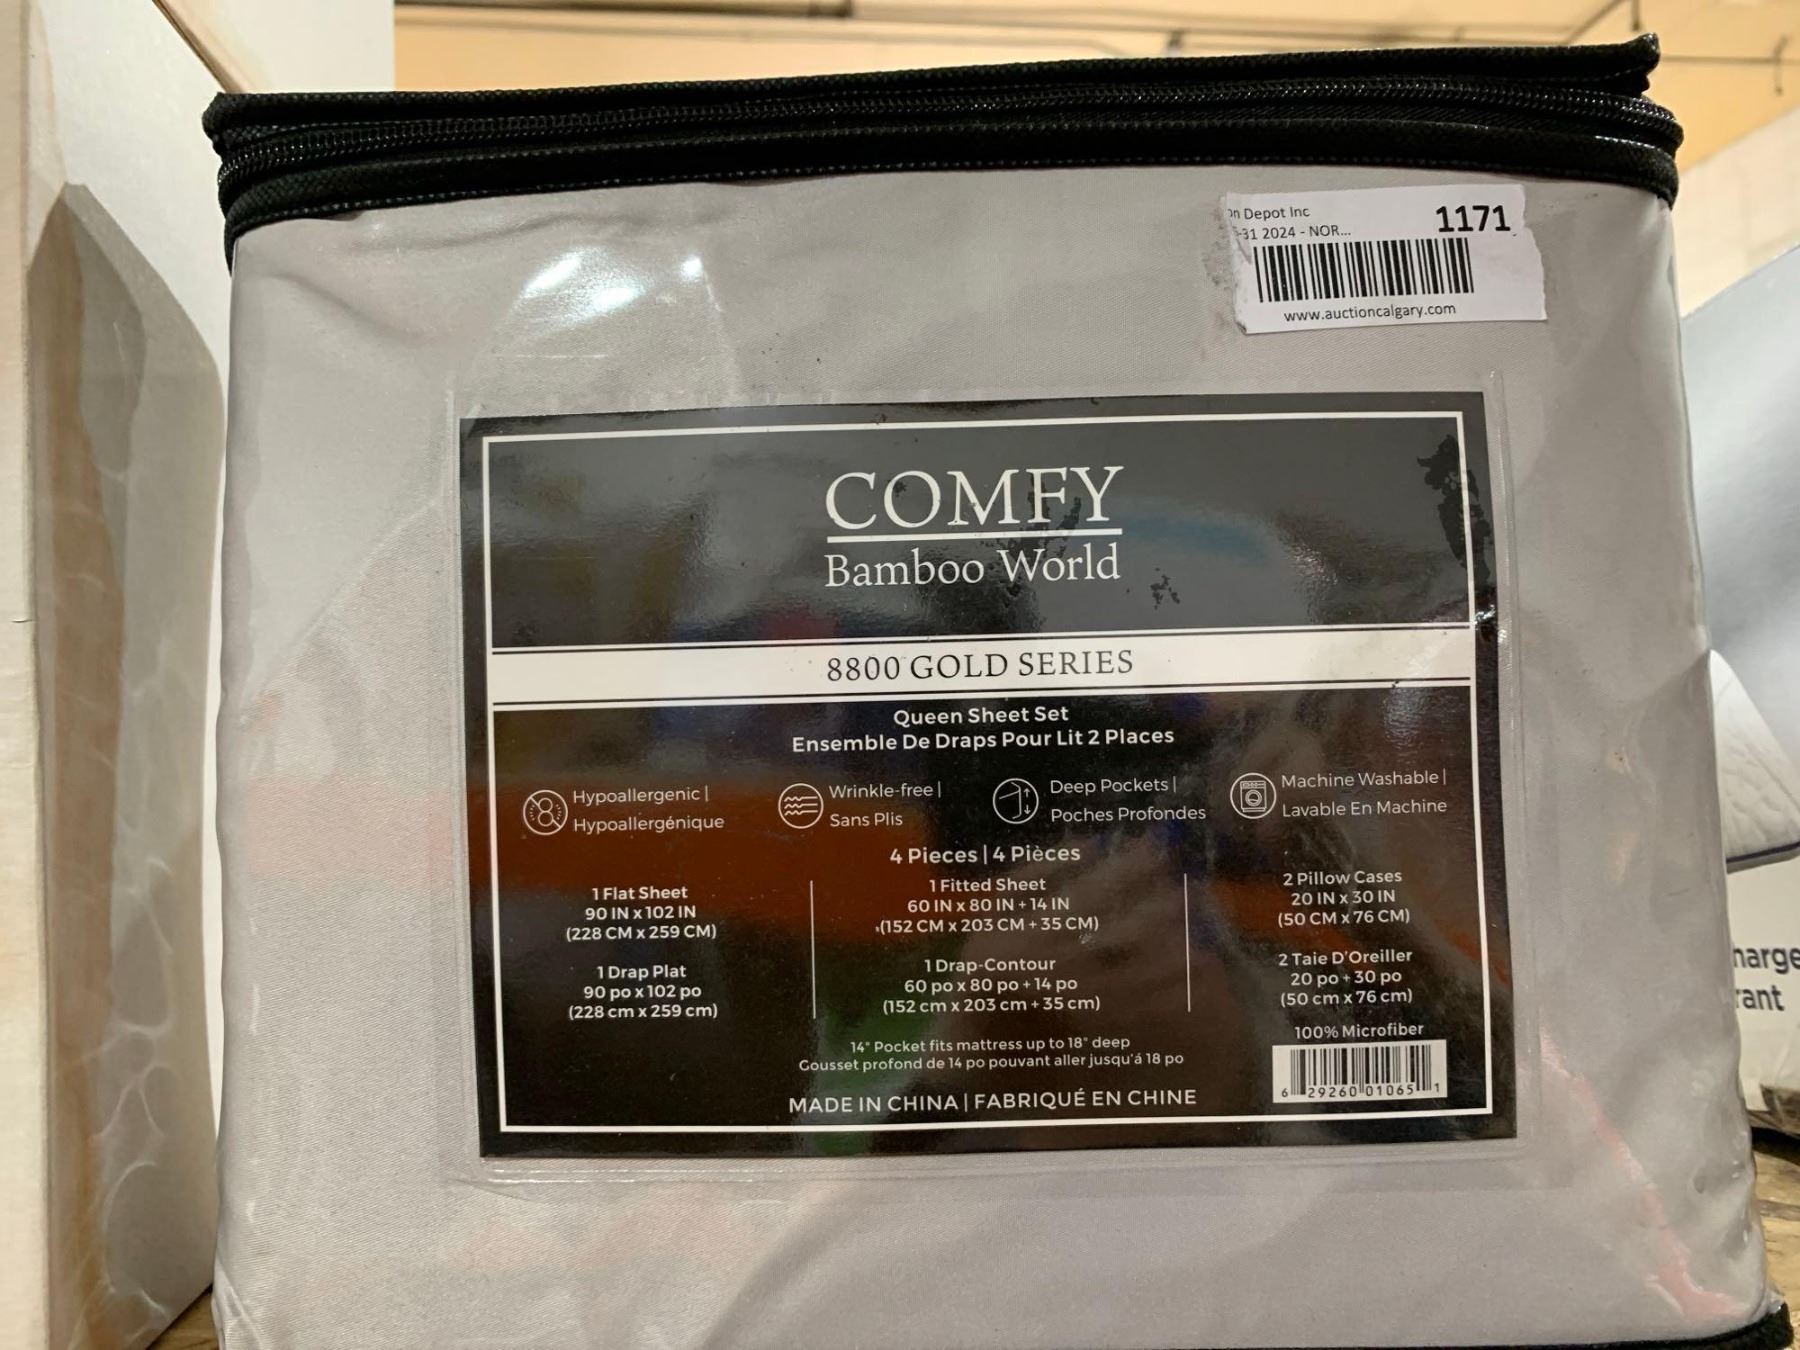 on Depot Inc
31 2024 - NOR...
1171
www.auctioncalgary.com
COMFY
Bamboo World
8800 GOLD SERIES
Queen Sheet Set
Ensemble De Draps Pour Lit 2 Places
Hypoallergenic |
Hypoallergénique
Wrinkle-free |
Sans Plis
Deep Pockets |
Poches Profondes
Machine Washable |
Lavable En Machine
4 Pieces | 4 Pièces
1 Flat Sheet
90 IN x 102 IN
(228 CM x 259 CM)
1 Drap Plat
90 po x 102 po
(228 cm x 259 cm)
1 Fitted Sheet
60 IN x 80 IN + 14 IN
(152 CM x 203 CM + 35 CM)
1 Drap-Contour
60 po x 80 po + 14 po
(152 cm x 203 cm + 35 cm)
2 Pillow Cases
20 IN x 30 IN
(50 CM x 76 CM)
2 Taie D'Oreiller
20 po + 30 po
(50 cm x 76 cm)
100% Microfiber
6 29260 01065 1
14" Pocket fits mattress up to 18" deep
Gousset profond de 14 po pouvant aller jusqu'á 18 po
MADE IN CHINA | FABRIQUÉ EN CHINE
harge
rant